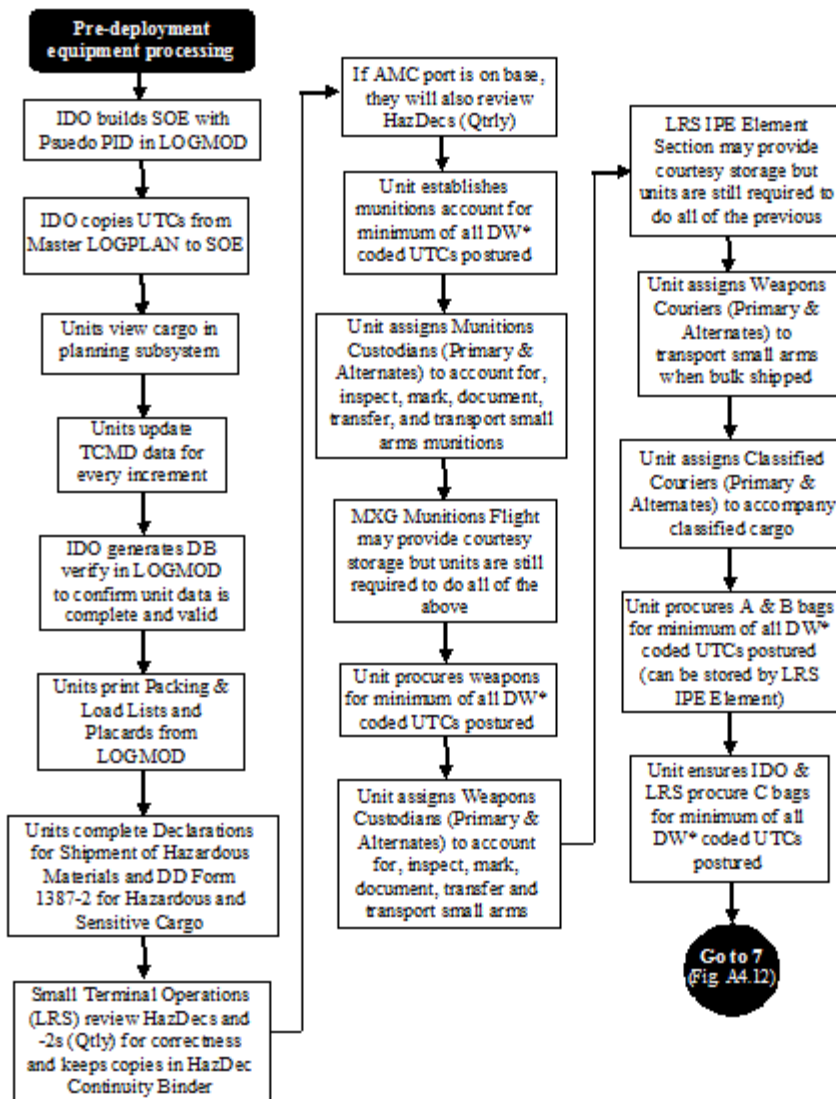 Pre-deployment
equipment processing
IDO builds SOE with
Psuedo PID in LOGMOD
IDO copies UTCs from
Master LOGPLAN to SOE
Units view cargo in
planning subsystem
Units update
TCMD data for
every increment
IDO generates DB
verify in LOGMOD
to confirm unit data is
complete and valid
Units print Packing &
Load Lists and
Placards from
LOGMOD
Units complete Declarations
for Shipment of Hazardous
Materials and DD Form
1387-2 for Hazardous and
Sensitive Cargo
Small Terminal Operations
(LRS) review HazDecs and
-2s (Qtly) for correctness
and keeps copies in HazDec
Continuity Binder
If AMC port is on base,
they will also review
HazDecs (Qtrly)
Unit establishes
munitions account for
minimum of all DW*
coded UTCs postured
Unit assigns Munitions
Custodians (Primary &
Alternates) to account for,
inspect, mark, document,
transfer, and transport small
arms munitions
MXG Munitions Flight
may provide courtesy
storage but units are still
required to do all of the
above
Unit procures weapons
for minimum of all DW*
coded UTCs postured
Unit assigns Weapons
Custodians (Primary &
Alternates) to account
for, inspect, mark,
document, transfer and
transport small arms
LRS IPE Element
Section may provide
courtesy storage but
units are still required to
do all of the previous
Unit assigns Weapons
Couriers (Primary &
Alternates) to
transport small arms
when bulk shipped
Unit assigns Classified
Couriers (Primary &
Alternates) to accompany
classified cargo
Unit procures A & B bags
for minimum of all DW*
coded UTCs postured
(can be stored by LRS
IPE Element)
Unit ensures IDO &
LRS procure C bags
for minimum of all
DW* coded UTCs
postured
Go to 7
(Fig. A4.12)